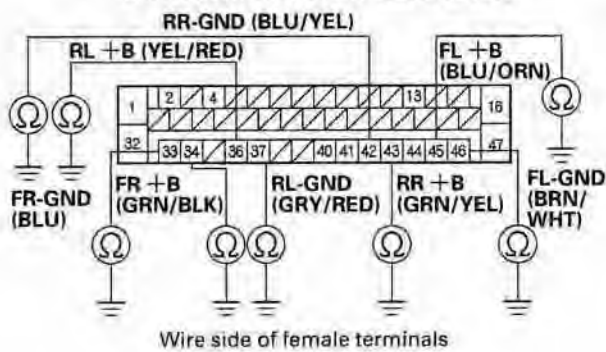 RR-GND (BLU/YEL)
RL +B (YEL/RED)
FL +B
(BLU/ORN)
Ω Ω Ω
1 2 4 13 16
32 33 34 36 37 40 41 42 43 44 45 46 47
FR-GND
(BLU)
FR +B
(GRN/BLK)
RL-GND
(GRY/RED)
RR +B
(GRN/YEL)
FL-GND
(BRN/
WHT)
Ω Ω Ω Ω Ω
Wire side of female terminals